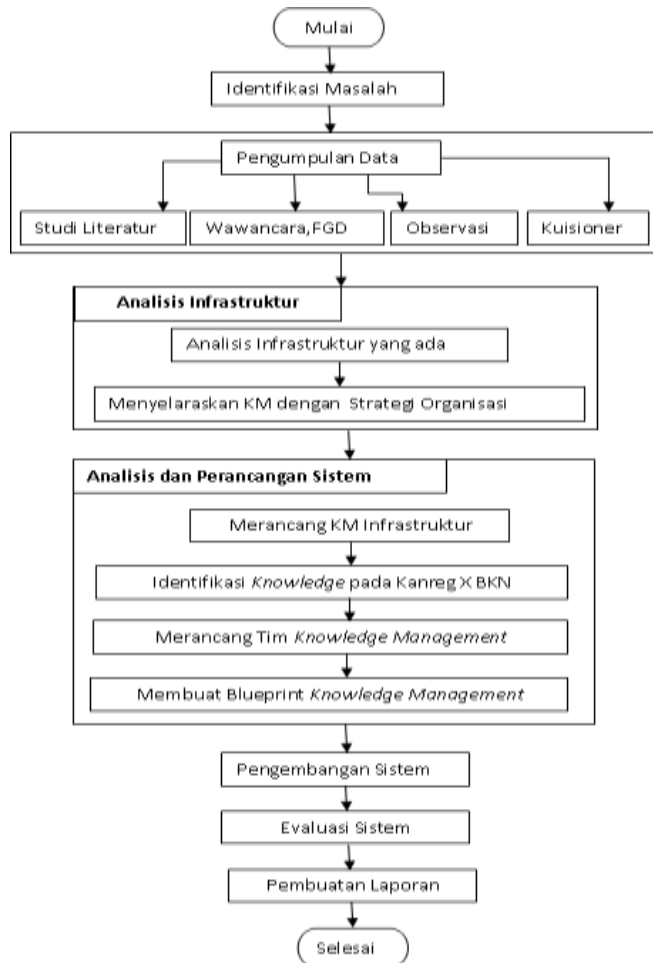 Mulai
Identifikasi Masalah
Pengumpulan Data
Studi Literatur
Wawancara,FGD
Observasi
Kuisioner
Analisis Infrastruktur
Analisis Infrastruktur yang ada
Menyelaraskan KM dengan Strategi Organisasi
Analisis dan Perancangan Sistem
Merancang KM Infrastruktur
Identifikasi Knowledge pada Kanreg X BKN
Merancang Tim Knowledge Management
Membuat Blueprint Knowledge Management
Pengembangan Sistem
Evaluasi Sistem
Pembuatan Laporan
Selesai